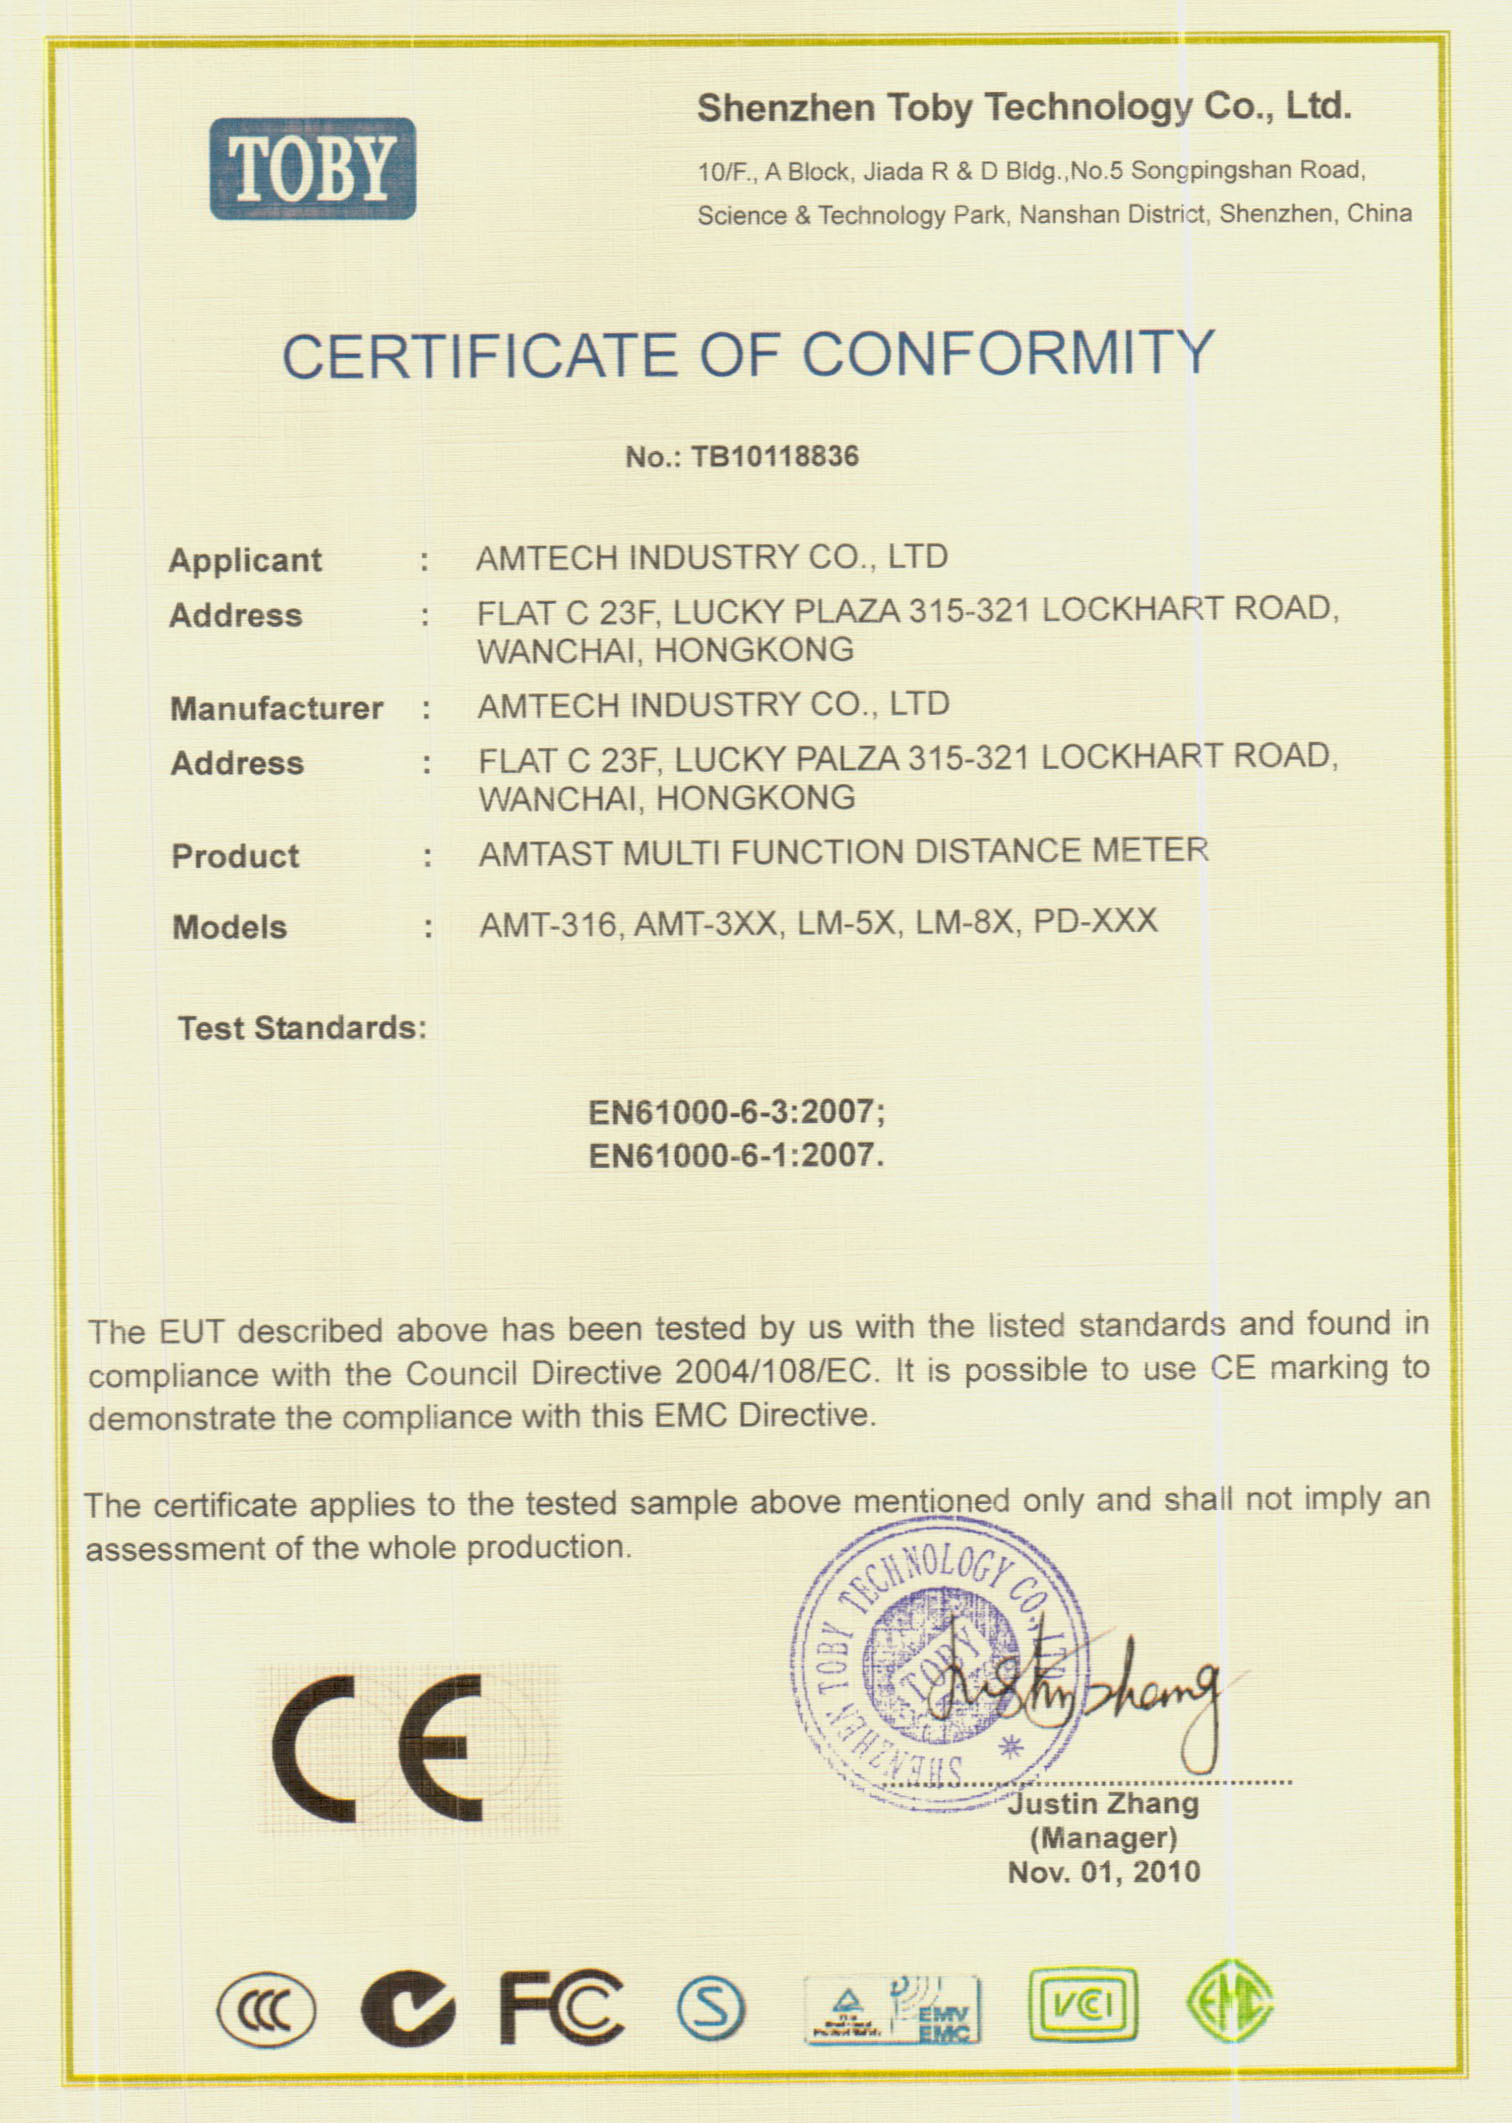 TOBY
Shenzhen Toby Technology Co., Ltd.
10/F., A Block, Jiada R & D Bldg.,No.5 Songpingshan Road,
Science & Technology Park, Nanshan District, Shenzhen, China
CERTIFICATE OF CONFORMITY
No.: TB10118836
Applicant : AMTECH INDUSTRY CO., LTD
Address : FLAT C 23F, LUCKY PLAZA 315-321 LOCKHART ROAD,
WANCHAI, HONGKONG
Manufacturer : AMTECH INDUSTRY CO., LTD
Address : FLAT C 23F, LUCKY PALZA 315-321 LOCKHART ROAD,
WANCHAI, HONGKONG
Product : AMTAST MULTI FUNCTION DISTANCE METER
Models : AMT-316, AMT-3XX, LM-5X, LM-8X, PD-XXX
Test Standards:
EN61000-6-3:2007;
EN61000-6-1:2007.
The EUT described above has been tested by us with the listed standards and found in
compliance with the Council Directive 2004/108/EC. It is possible to use CE marking to
demonstrate the compliance with this EMC Directive.
The certificate applies to the tested sample above mentioned only and shall not imply an
assessment of the whole production.
SHENZHEN TOBY TECHNOLOGY CO., LTD
TOBY
Justin Zhang
CE
Justin Zhang
(Manager)
Nov. 01, 2010
CCC FC S EMV VCCI EMC
EMC